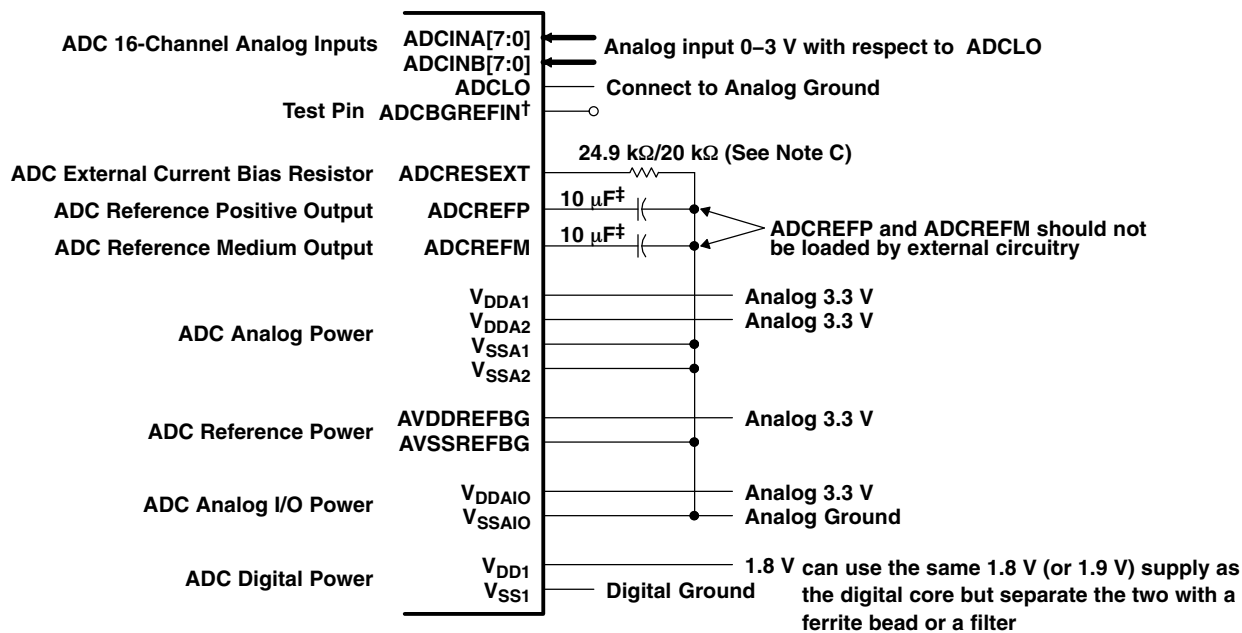 ADC 16-Channel Analog Inputs ADCINA[7:0] Analog input 0–3 V with respect to ADCLO
ADCINB[7:0]
ADCLO Connect to Analog Ground
Test Pin ADCBGREFIN†
24.9 kΩ/20 kΩ (See Note C)
ADC External Current Bias Resistor ADCRESEXT
ADC Reference Positive Output ADCREFP 10 μF‡
ADC Reference Medium Output ADCREFM 10 μF‡
ADCREFP and ADCREFM should not
be loaded by external circuitry
VDDA1 Analog 3.3 V
VDDA2 Analog 3.3 V
ADC Analog Power
VSSA1
VSSA2
AVDDREFBG Analog 3.3 V
ADC Reference Power
AVSSREFBG
VDDAIO Analog 3.3 V
ADC Analog I/O Power
VSSAIO Analog Ground
VDD1 1.8 V can use the same 1.8 V (or 1.9 V) supply as
ADC Digital Power
VSS1 Digital Ground the digital core but separate the two with a
ferrite bead or a filter